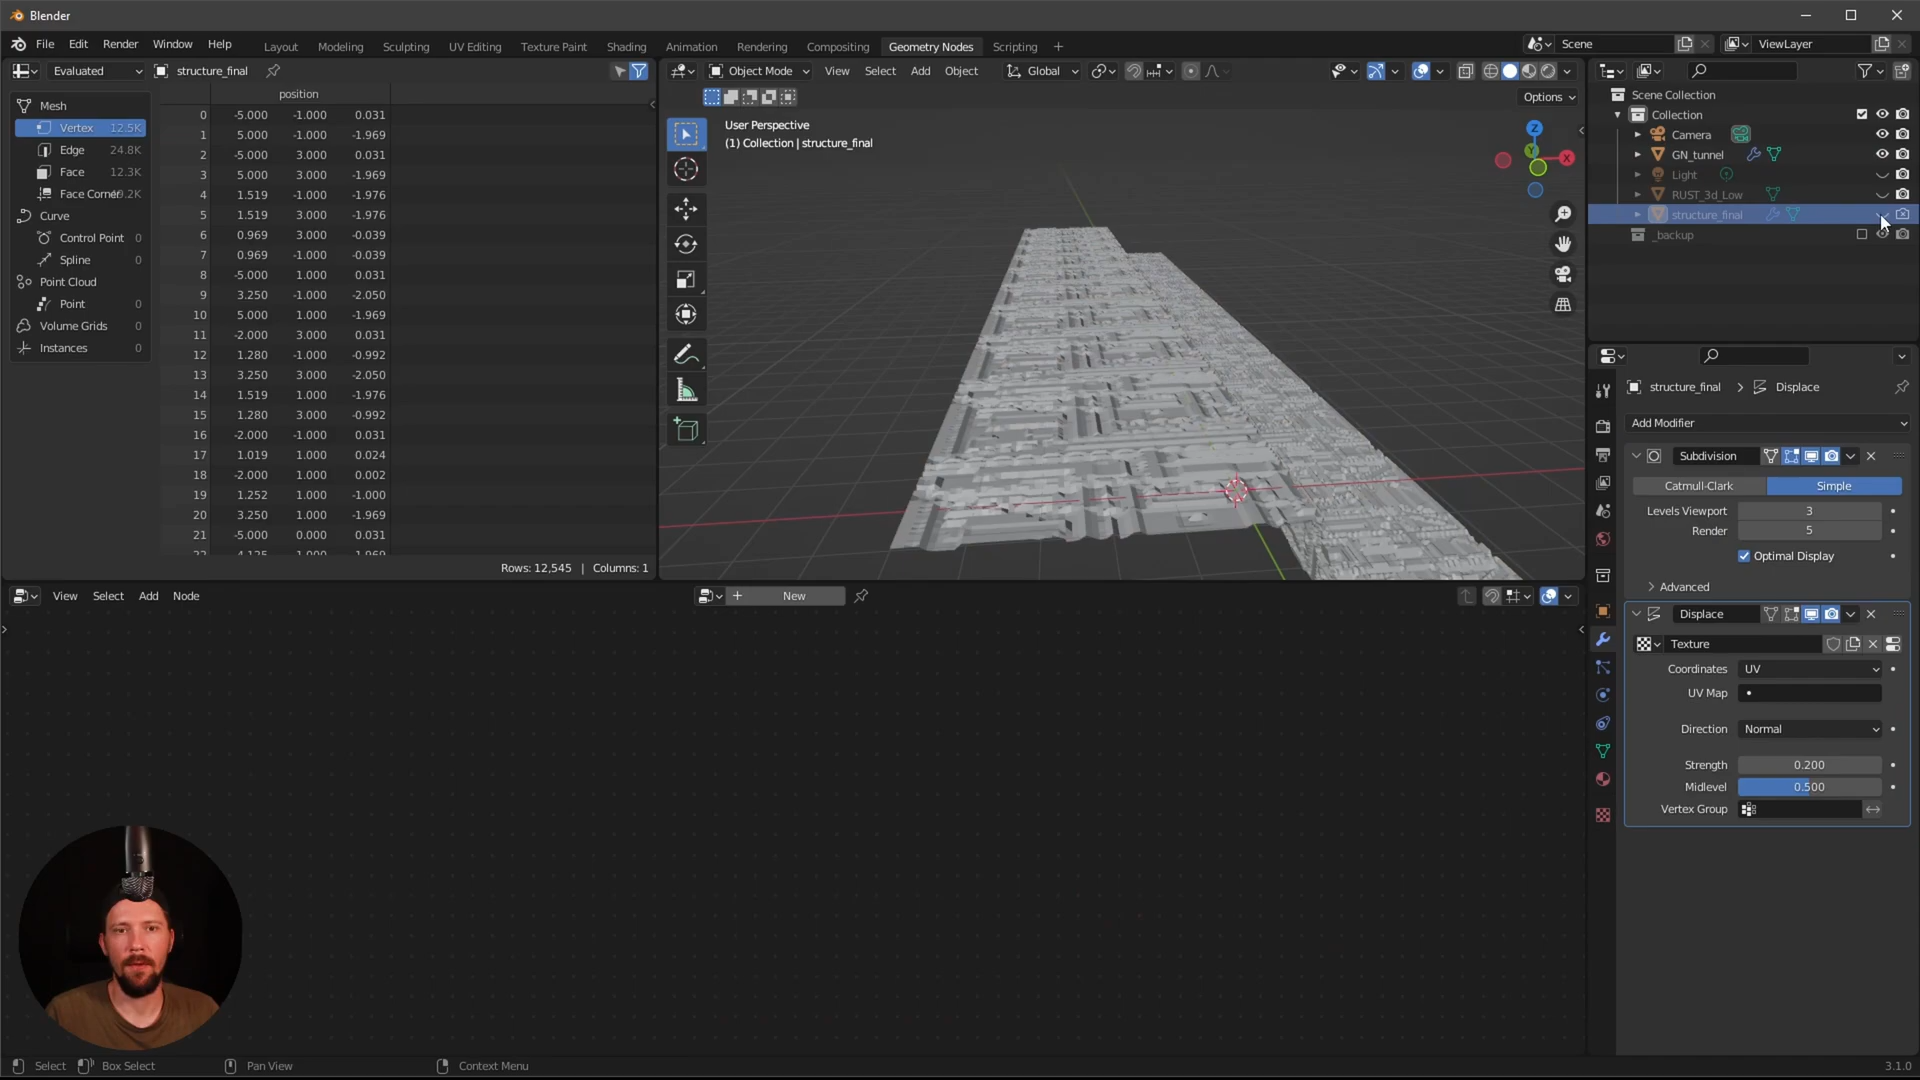 Blender
File Edit Render Window Help Layout Modeling Sculpting UV Editing Texture Paint Shading Animation Rendering Compositing Geometry Nodes Scripting + Scene ViewLayer
Evaluated structure_final
position
0 -5.000 -1.000 0.031
1 5.000 -1.000 -1.969
2 -5.000 3.000 0.031
3 5.000 3.000 -1.969
4 1.519 -1.000 -1.976
5 1.519 3.000 -1.976
6 0.969 3.000 -0.039
7 0.969 -1.000 -0.039
8 -5.000 1.000 0.031
9 3.250 -1.000 -2.050
10 5.000 1.000 -1.969
11 -2.000 3.000 0.031
12 1.280 -1.000 -0.992
13 3.250 3.000 -2.050
14 1.519 1.000 -1.976
15 1.280 3.000 -0.992
16 -2.000 -1.000 0.031
17 1.019 1.000 0.024
18 -2.000 1.000 0.002
19 1.252 1.000 -1.000
20 3.250 1.000 -1.969
21 -5.000 0.000 0.031
Rows: 12,545 | Columns: 1
Mesh
Vertex 12.5K
Edge 24.8K
Face 12.3K
Face Corner 49.2K
Curve
Control Point 0
Spline 0
Point Cloud
Point 0
Volume Grids 0
Instances 0
Object Mode View Select Add Object Global
Options
User Perspective
(1) Collection | structure_final
Z
Y
X
Scene Collection
Collection
Camera
GN_tunnel
Light
RUST_3d_Low
structure_final
_backup
structure_final > Displace
Add Modifier
Subdivision
Catmull-Clark Simple
Levels Viewport 3
Render 5
Optimal Display
Advanced
Displace
Texture
Coordinates UV
UV Map
Direction Normal
Strength 0.200
Midlevel 0.500
Vertex Group
View Select Add Node + New
Select Box Select Pan View Context Menu 3.1.0